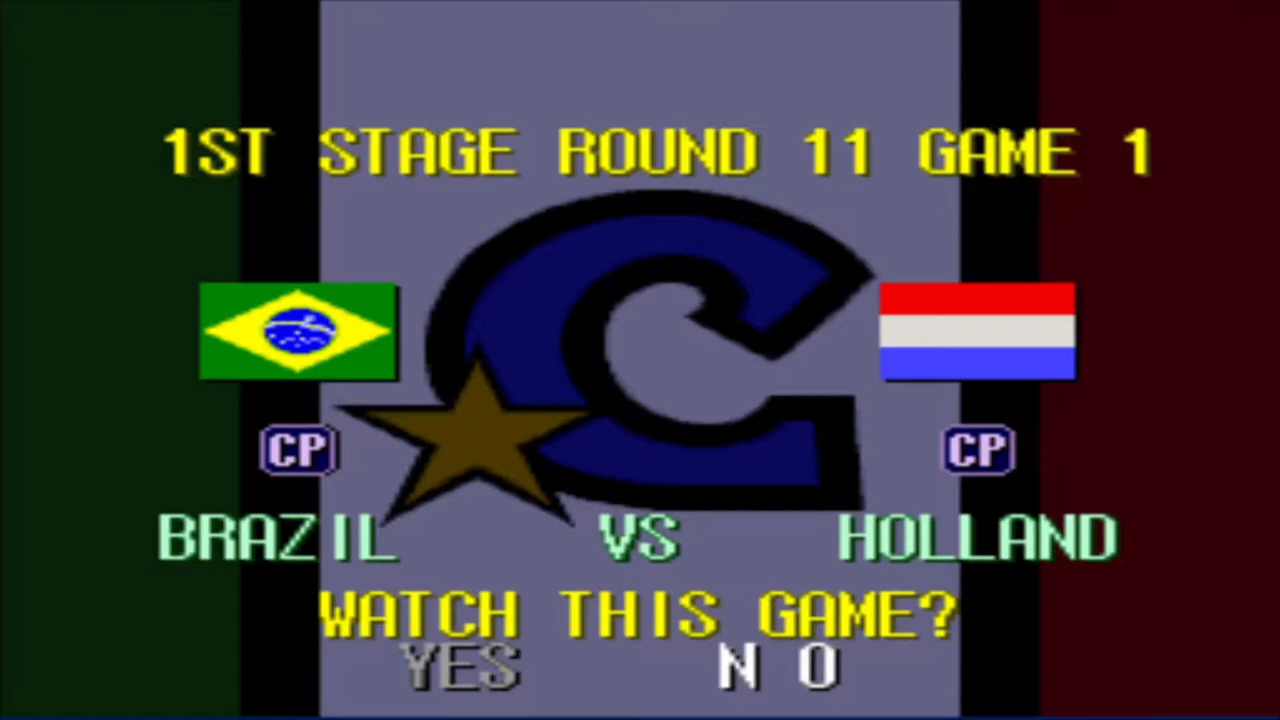 1ST STAGE ROUND 11 GAME 1
CP CP
BRAZIL VS HOLLAND
WATCH THIS GAME?
YES NO